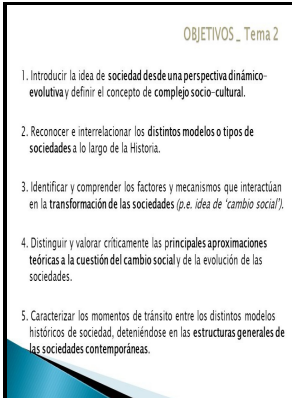 OBJETIVOS_ Tema 2
1. Introducir la idea de sociedad desde una perspectiva dinámico-
evolutiva y definir el concepto de complejo socio-cultural.
2. Reconocer e interrelacionar los distintos modelos o tipos de
sociedades a lo largo de la Historia.
3. Identificar y comprender los factores y mecanismos que interactúan
en la transformación de las sociedades (p.e. idea de 'cambio social').
4. Distinguir y valorar críticamente las principales aproximaciones
teóricas a la cuestión del cambio social y de la evolución de las
sociedades.
5. Caracterizar los momentos de tránsito entre los distintos modelos
históricos de sociedad, deteniéndose en las estructuras generales de
las sociedades contemporáneas.